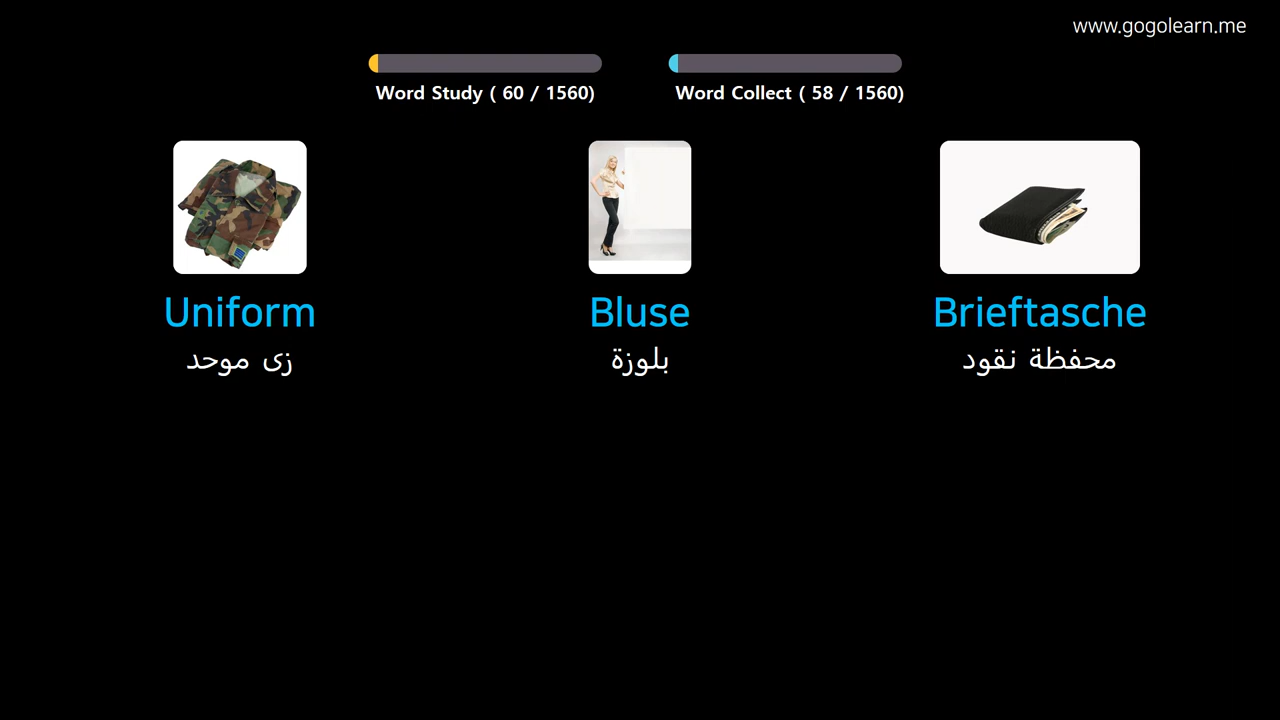 www.gogolearn.me
Word Study ( 60 / 1560)
Word Collect ( 58 / 1560)
Uniform
زى موحد
Bluse
بلوزة
Brieftasche
محفظة نقود